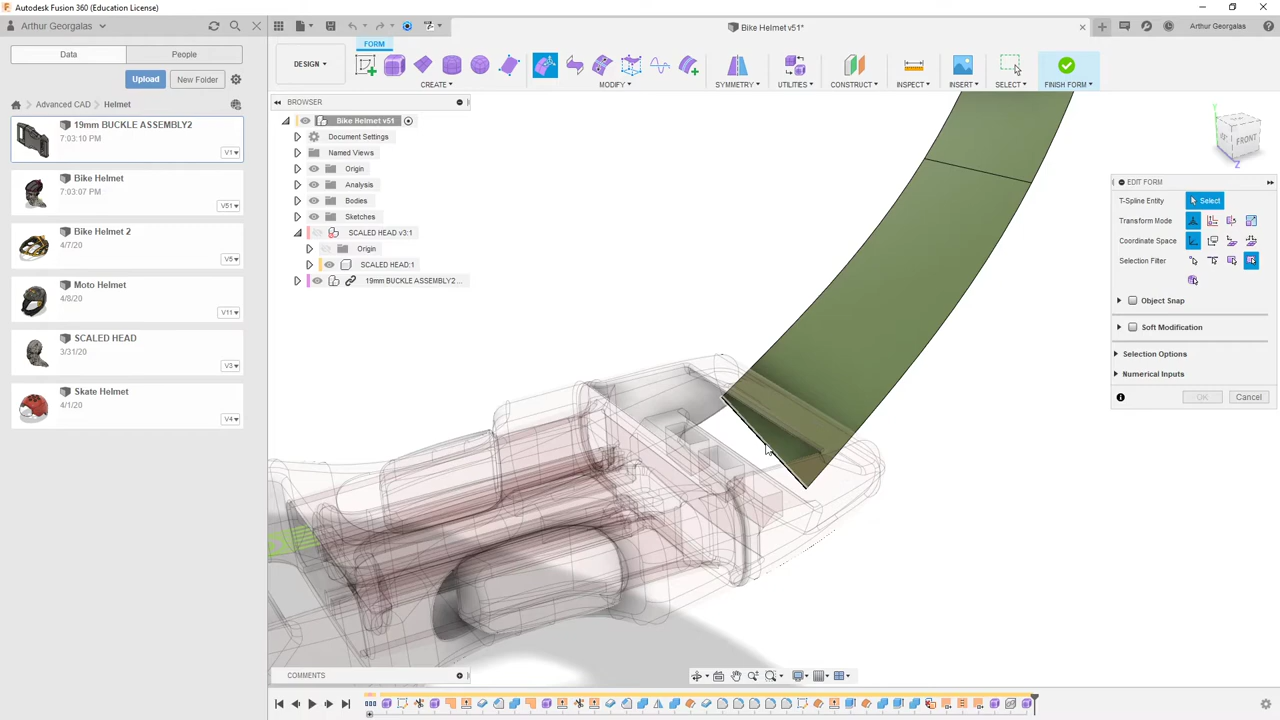 Autodesk Fusion 360 (Education License)
Arthur Georgalas
Bike Helmet v51*
Arthur Georgalas
Data
People
FORM
DESIGN
CREATE
MODIFY
SYMMETRY
UTILITIES
CONSTRUCT
INSPECT
INSERT
SELECT
FINISH FORM
Upload
New Folder
Advanced CAD
Helmet
19mm BUCKLE ASSEMBLY2
7:03:10 PM
V1
Bike Helmet
7:03:07 PM
V51
Bike Helmet 2
4/7/20
V5
Moto Helmet
4/8/20
V11
SCALED HEAD
3/31/20
V3
Skate Helmet
4/1/20
V4
BROWSER
Bike Helmet v51
Document Settings
Named Views
Origin
Analysis
Bodies
Sketches
SCALED HEAD v3:1
Origin
SCALED HEAD:1
19mm BUCKLE ASSEMBLY2...
Y
FRONT
Z
EDIT FORM
T-Spline Entity
Select
Transform Mode
Coordinate Space
Selection Filter
Object Snap
Soft Modification
Selection Options
Numerical Inputs
OK
Cancel
COMMENTS